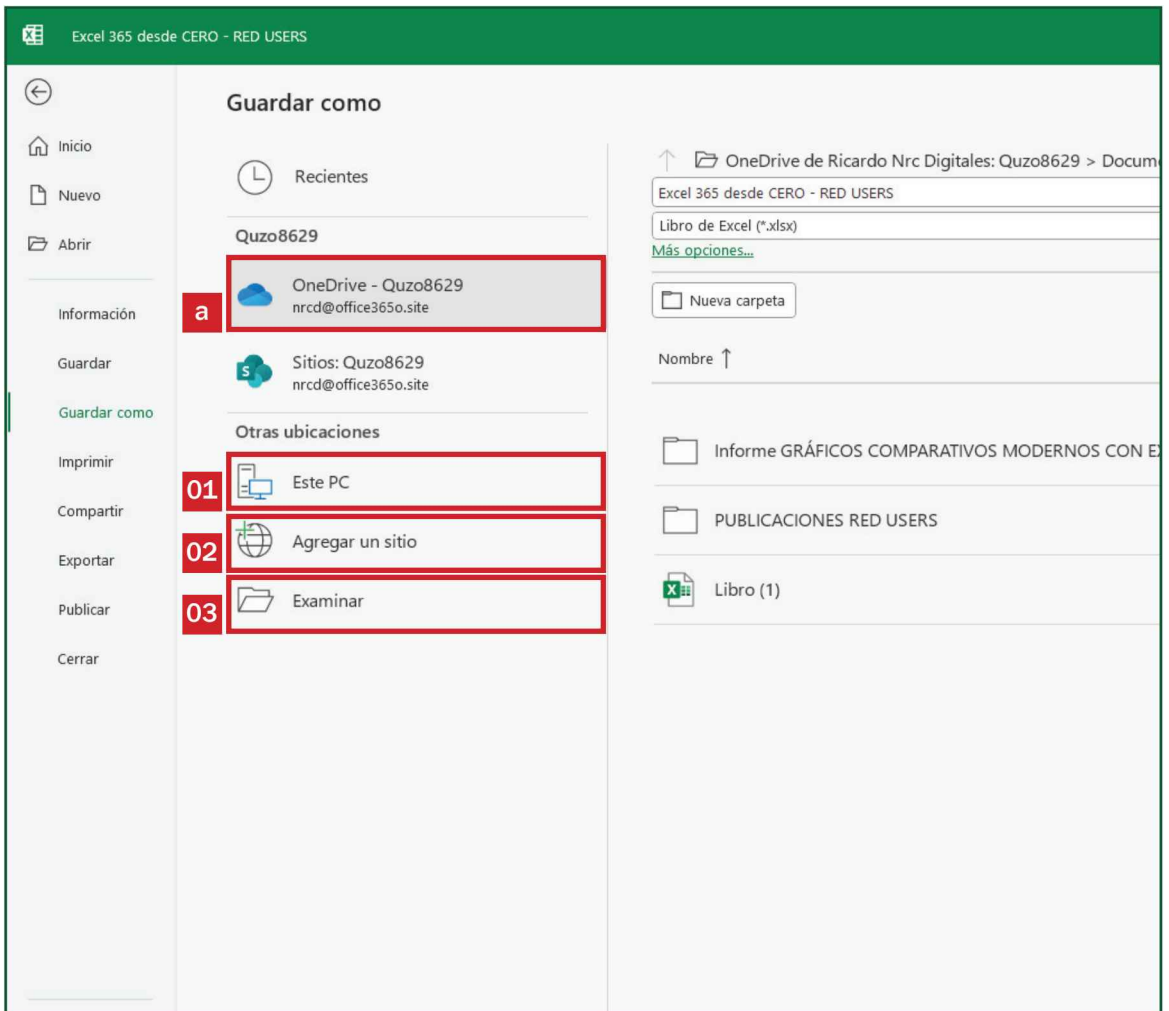 Excel 365 desde CERO - RED USERS
Inicio
Nuevo
Abrir
Información
Guardar
Guardar como
Imprimir
Compartir
Exportar
Publicar
Cerrar
Guardar como
Recientes
Quzo8629
a
OneDrive - Quzo8629
nrcd@office365o.site
Sitios: Quzo8629
nrcd@office365o.site
Otras ubicaciones
01
Este PC
02
Agregar un sitio
03
Examinar
OneDrive de Ricardo Nrc Digitales: Quzo8629 > Docum
Excel 365 desde CERO - RED USERS
Libro de Excel (*.xlsx)
Más opciones...
Nueva carpeta
Nombre ↑
Informe GRÁFICOS COMPARATIVOS MODERNOS CON
PUBLICACIONES RED USERS
Libro (1)